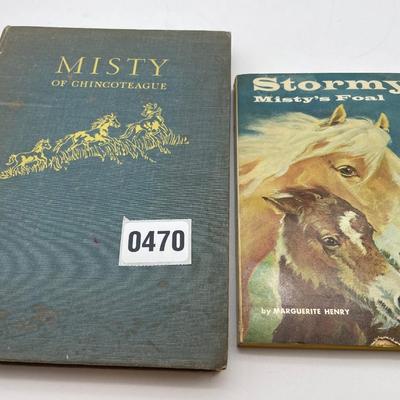 MISTY
OF CHINCOTEAGUE
0470
Stormy
Misty's Foal
by MARGUERITE HENRY